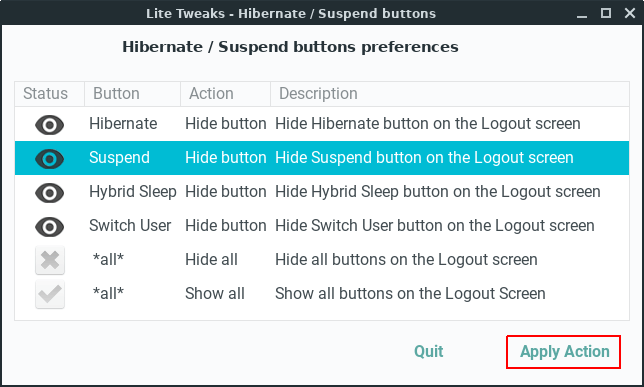 Lite Tweaks - Hibernate / Suspend buttons
Hibernate / Suspend buttons preferences
Status Button Action Description
Hibernate Hide button Hide Hibernate button on the Logout screen
Suspend Hide button Hide Suspend button on the Logout screen
Hybrid Sleep Hide button Hide Hybrid Sleep button on the Logout screen
Switch User Hide button Hide Switch User button on the Logout screen
*all* Hide all Hide all buttons on the Logout screen
*all* Show all Show all buttons on the Logout Screen
Quit Apply Action